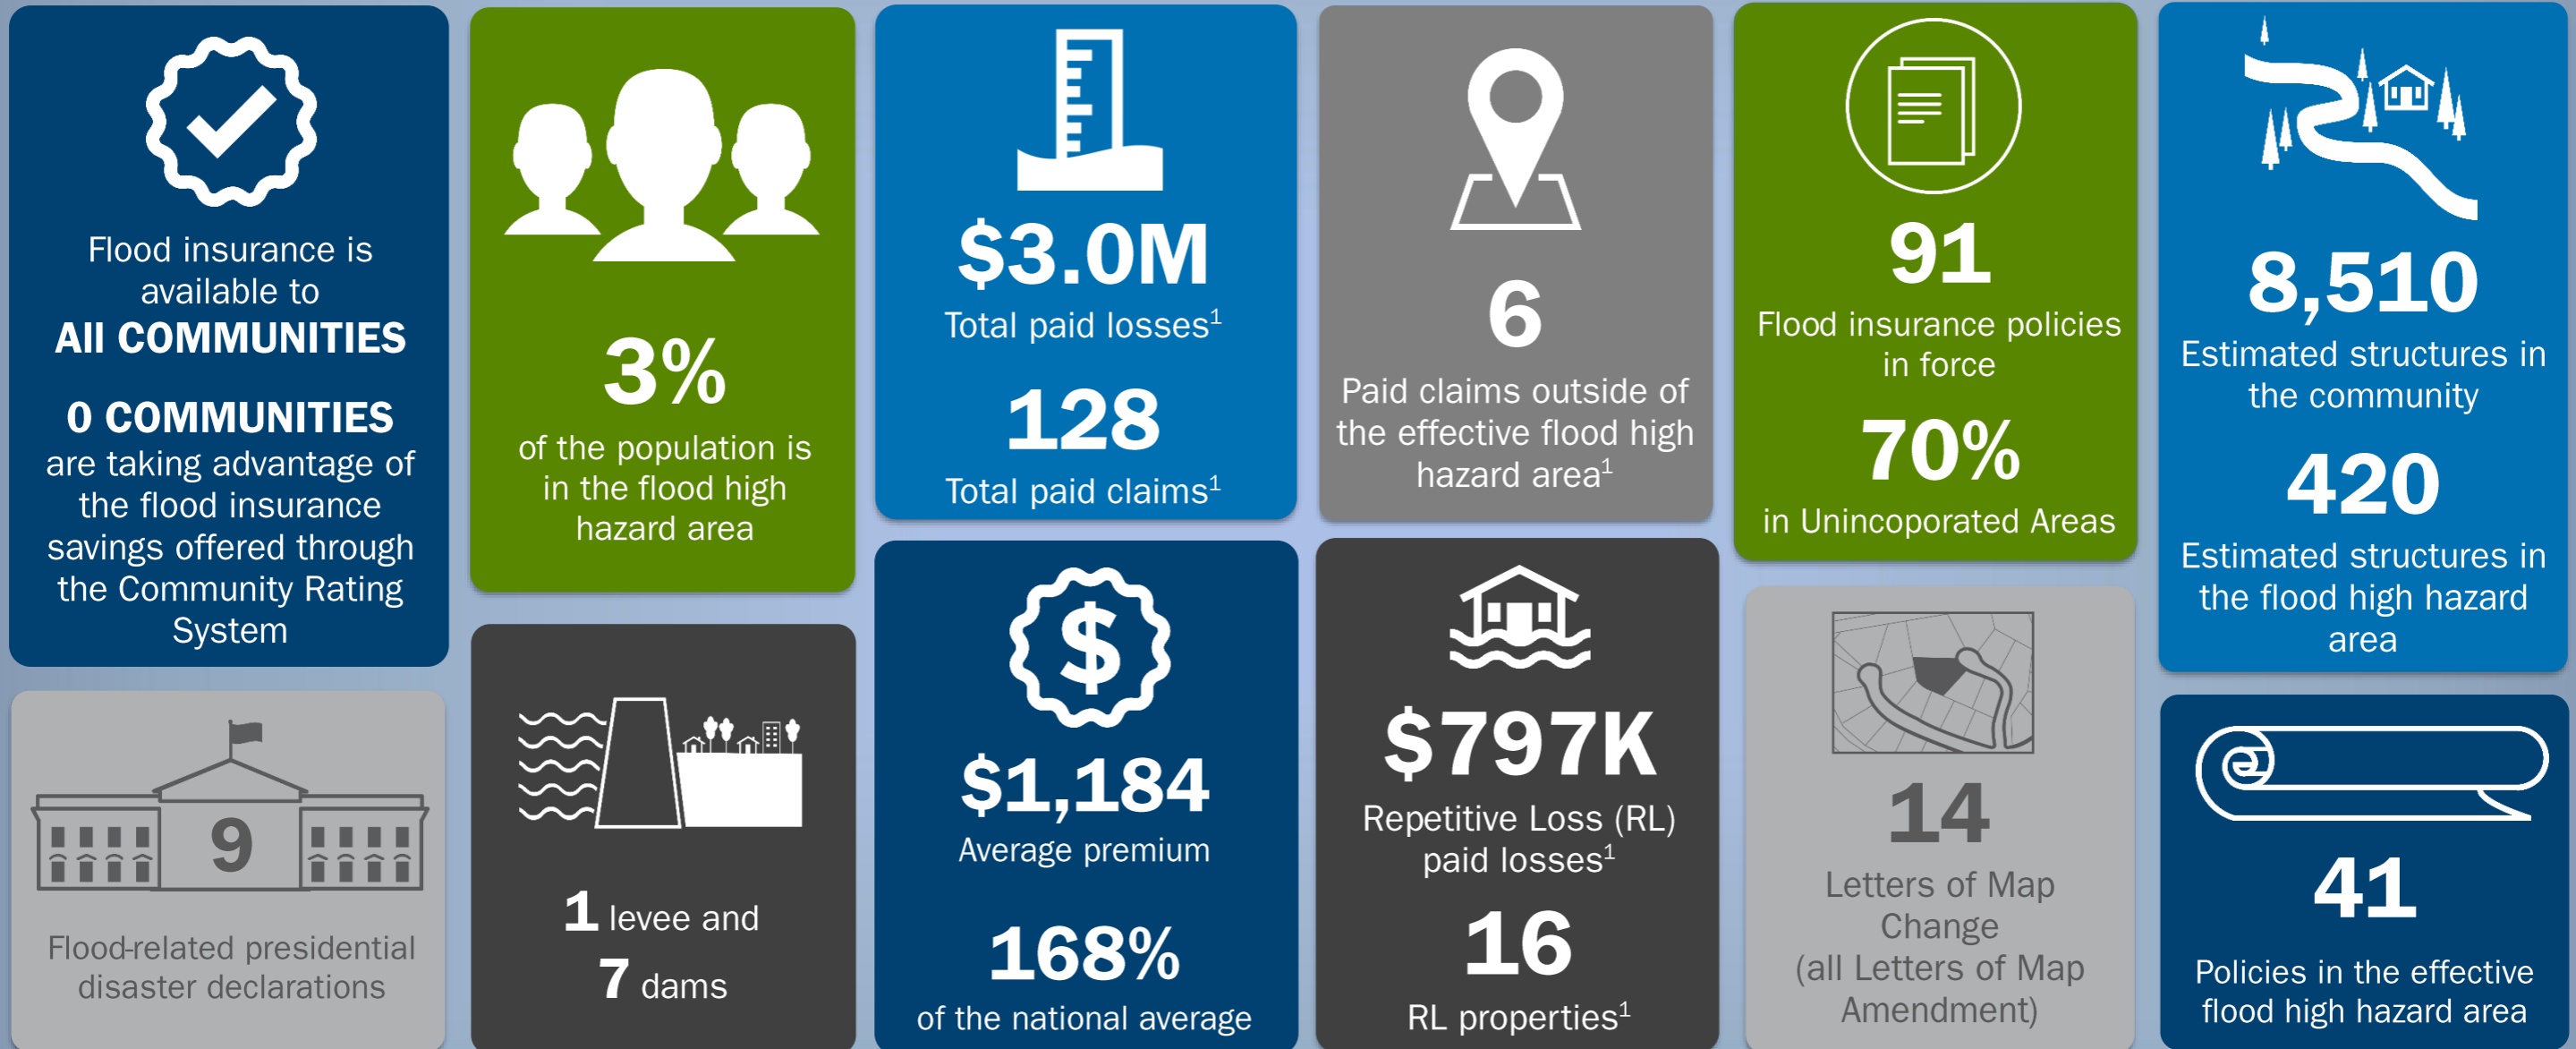 Flood insurance is
available to
All COMMUNITIES
0 COMMUNITIES
are taking advantage of
the flood insurance
savings offered through
the Community Rating
System
9
Flood-related presidential
disaster declarations
3%
of the population is
in the flood high
hazard area
1 levee and
7 dams
$3.0M
Total paid losses1
128
Total paid claims1
$
$1,184
Average premium
168%
of the national average
6
Paid claims outside of
the effective flood high
hazard area1
$797K
Repetitive Loss (RL)
paid losses1
16
RL properties1
91
Flood insurance policies
in force
70%
in Unincoporated Areas
14
Letters of Map
Change
(all Letters of Map
Amendment)
8,510
Estimated structures in
the community
420
Estimated structures in
the flood high hazard
area
41
Policies in the effective
flood high hazard area